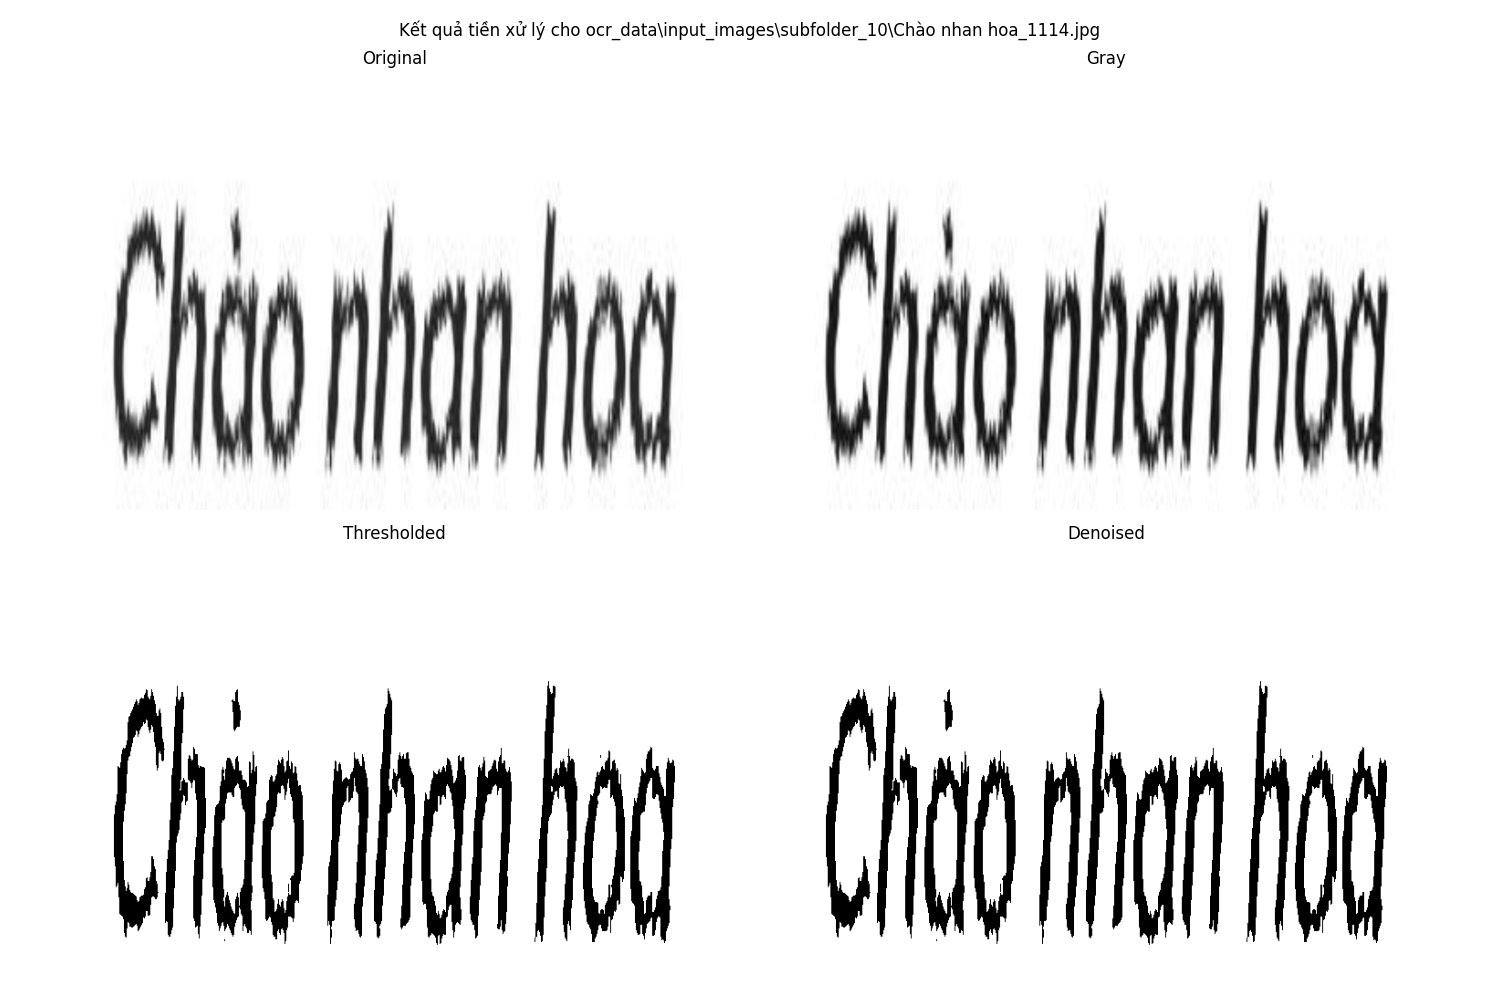 Kết quả tiền xử lý cho ocr_data\input_images\subfolder_10\Chào nhan hoa_1114.jpg
Original
Gray
Chào nhan hoa
Chào nhan hoa
Thresholded
Denoised
Chào nhan hoa
Chào nhan hoa